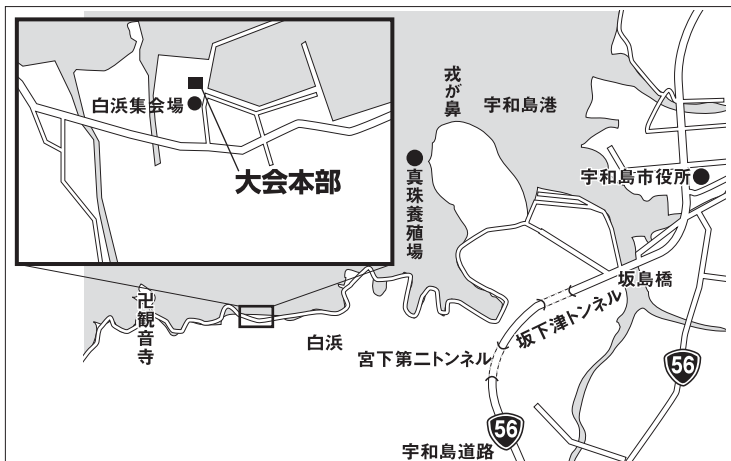 白浜集会場
大会本部
戎が鼻
宇和島港
真珠養殖場
宇和島市役所
坂島橋
坂下津トンネル
宮下第二トンネル
白浜
卍観音寺
56
56
宇和島道路